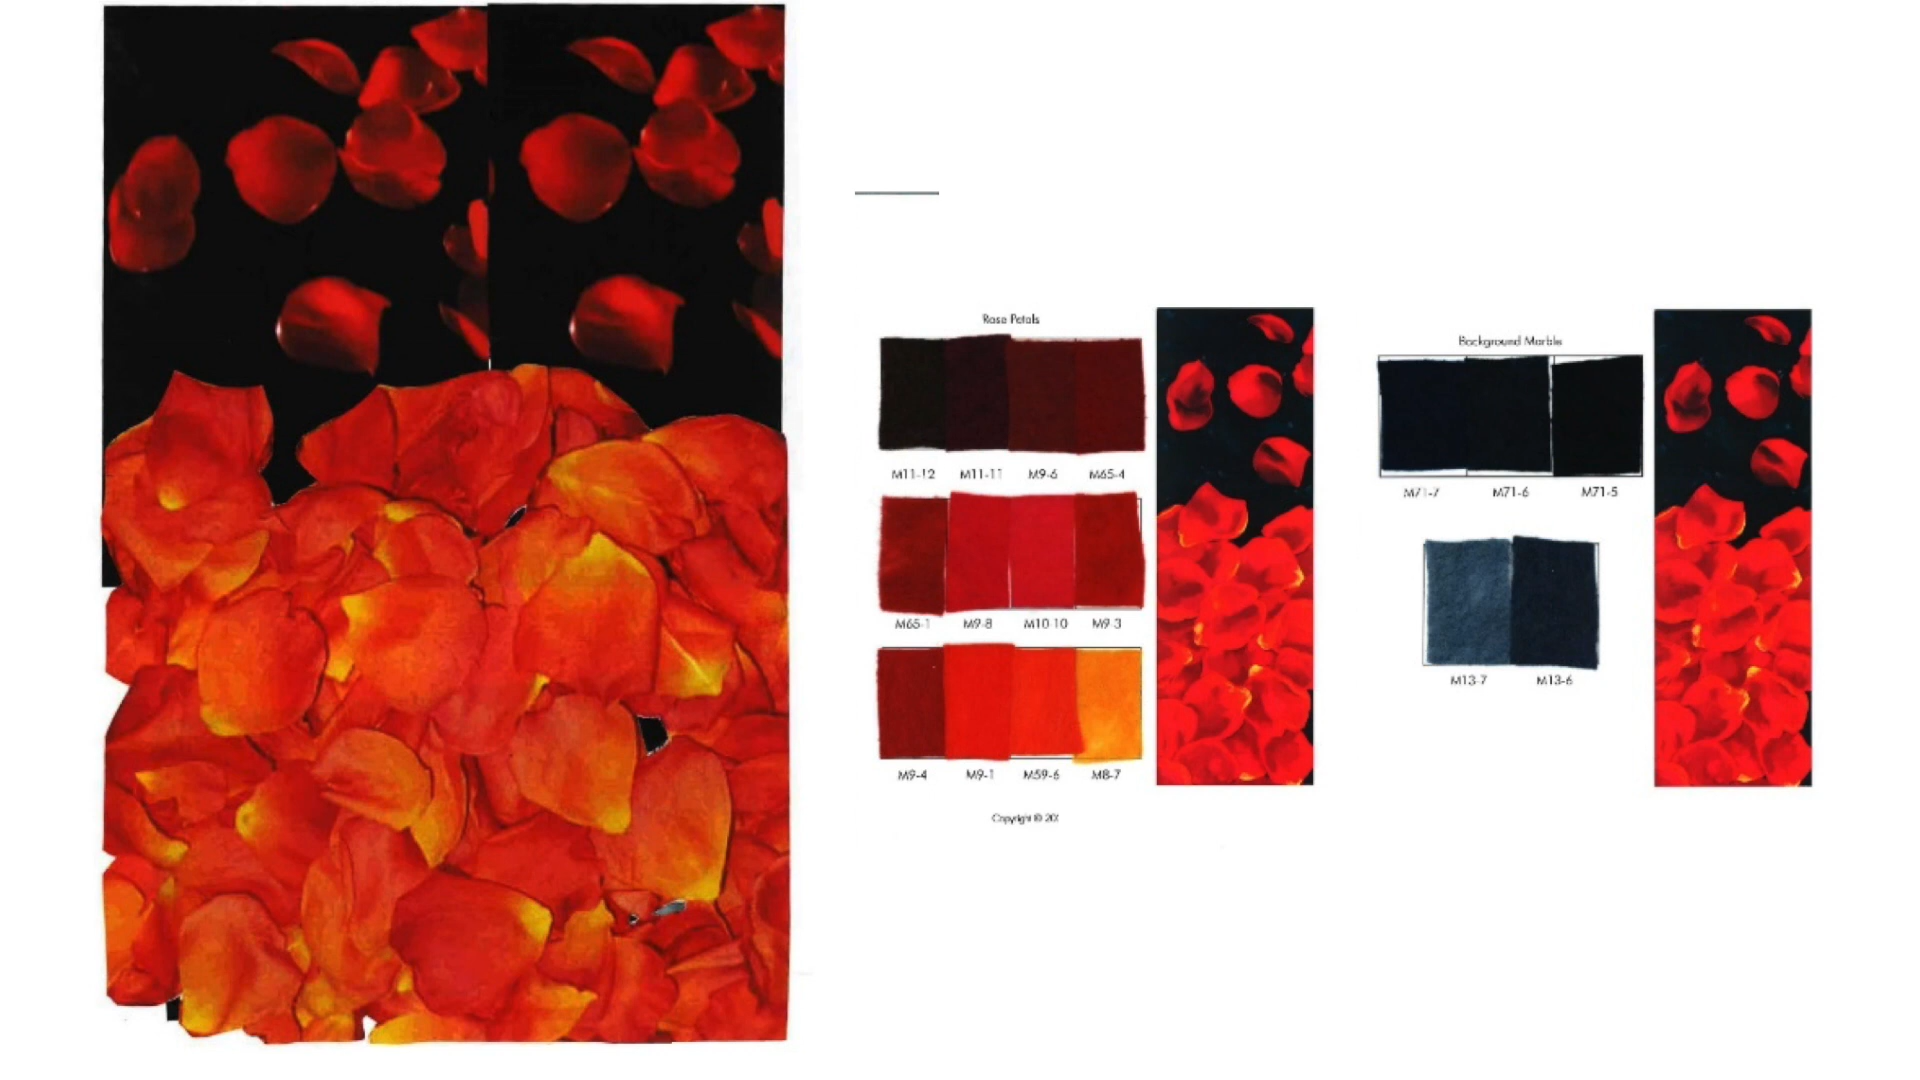 Rose Petals
M11-12 M11-11 M9-6 M65-4
M65-1 M9-8 M10-10 M9-3
M9-4 M9-1 M59-6 M8-7
Copyright © 20
Background Marble
M71-7 M71-6 M71-5
M13-7 M13-6